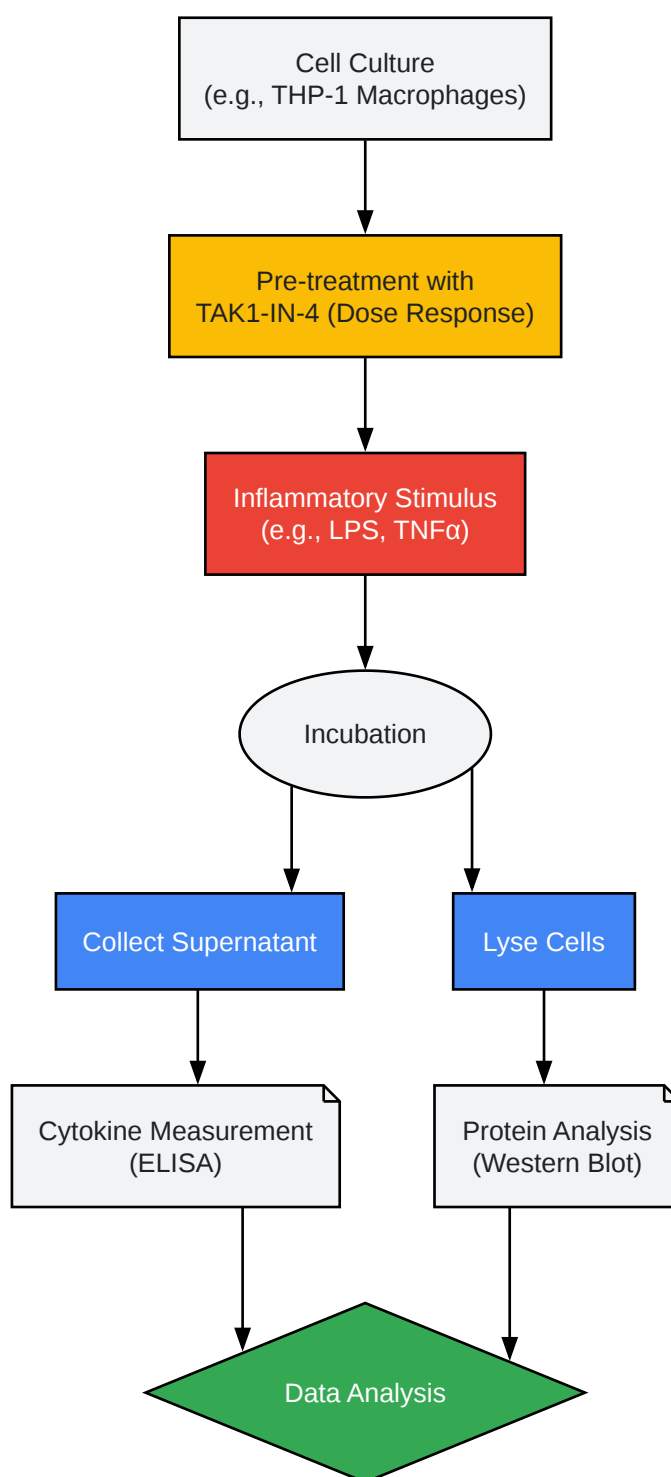 Cell Culture
(e.g., THP-1 Macrophages)
Pre-treatment with
TAK1-IN-4 (Dose Response)
Inflammatory Stimulus
(e.g., LPS, TNFα)
Incubation
Collect Supernatant
Lyse Cells
Cytokine Measurement
(ELISA)
Protein Analysis
(Western Blot)
Data Analysis